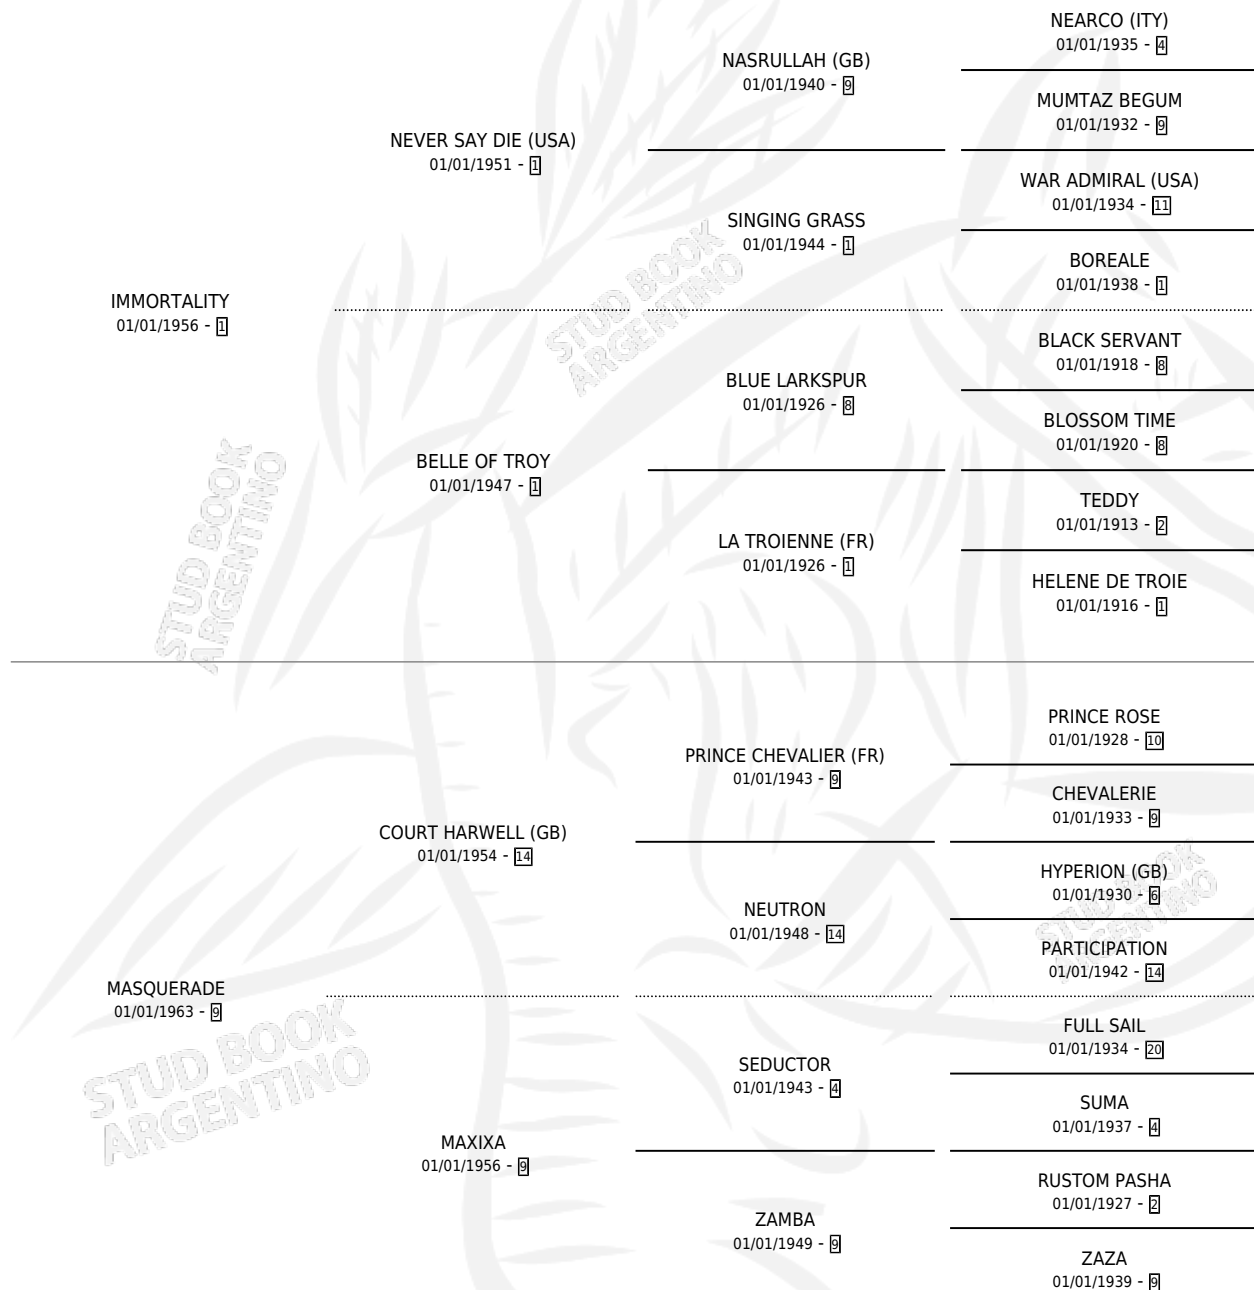 NEARCO (ITY)
01/01/1935 - 4
NASRULLAH (GB)
01/01/1940 - 9
MUMTAZ BEGUM
01/01/1932 - 9
NEVER SAY DIE (USA)
01/01/1951 - 1
WAR ADMIRAL (USA)
01/01/1934 - 11
SINGING GRASS
01/01/1944 - 1
BOREALE
01/01/1938 - 1
IMMORTALITY
01/01/1956 - 1
BLACK SERVANT
01/01/1918 - 8
BLUE LARKSPUR
01/01/1926 - 8
BLOSSOM TIME
01/01/1920 - 8
BELLE OF TROY
01/01/1947 - 1
TEDDY
01/01/1913 - 2
LA TROIENNE (FR)
01/01/1926 - 1
HELENE DE TROIE
01/01/1916 - 1
PRINCE ROSE
01/01/1928 - 10
PRINCE CHEVALIER (FR)
01/01/1943 - 9
CHEVALERIE
01/01/1933 - 9
COURT HARWELL (GB)
01/01/1954 - 14
HYPERION (GB)
01/01/1930 - 6
NEUTRON
01/01/1948 - 14
PARTICIPATION
01/01/1942 - 14
MASQUERADE
01/01/1963 - 9
FULL SAIL
01/01/1934 - 20
SEDUCTOR
01/01/1943 - 4
SUMA
01/01/1937 - 4
MAXIXA
01/01/1956 - 9
RUSTOM PASHA
01/01/1927 - 2
ZAMBA
01/01/1949 - 9
ZAZA
01/01/1939 - 9
STUD BOOK
ARGENTINO
STUD BOOK
ARGENTINO
STUD BOOK
ARGENTINO
STUD BOOK
ARGENTINO